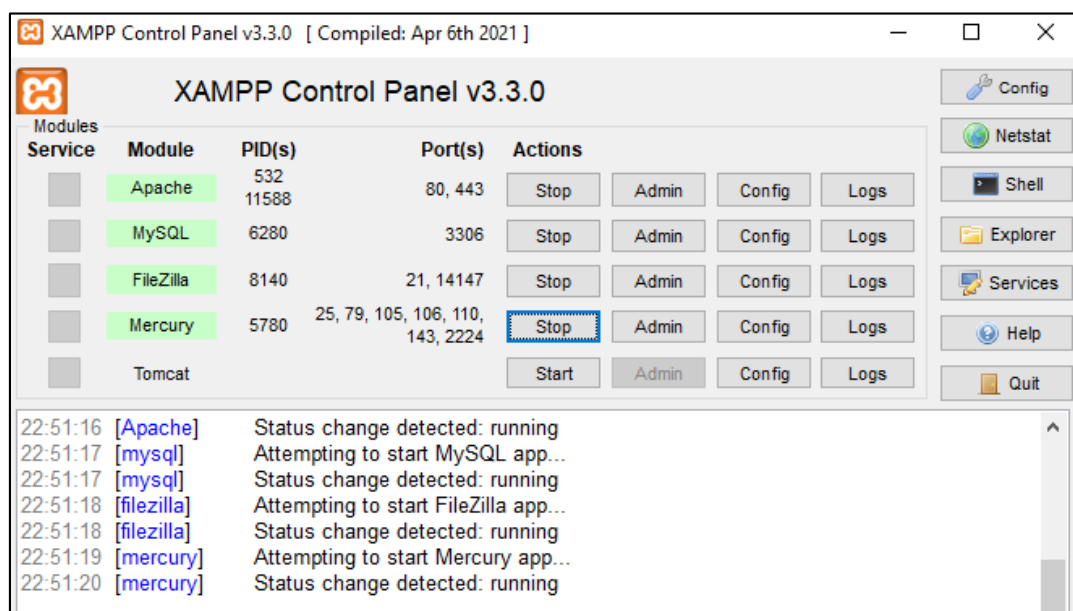 XAMPP Control Panel v3.3.0 [ Compiled: Apr 6th 2021 ]
XAMPP Control Panel v3.3.0
Config
Modules
Service Module PID(s) Port(s) Actions
Netstat
Apache 532 11588 80, 443 Stop Admin Config Logs
Shell
MySQL 6280 3306 Stop Admin Config Logs
Explorer
FileZilla 8140 21, 14147 Stop Admin Config Logs
Services
Mercury 5780 25, 79, 105, 106, 110, 143, 2224 Stop Admin Config Logs
Help
Tomcat Start Admin Config Logs
Quit
22:51:16 [Apache] Status change detected: running
22:51:17 [mysql] Attempting to start MySQL app...
22:51:17 [mysql] Status change detected: running
22:51:18 [filezilla] Attempting to start FileZilla app...
22:51:18 [filezilla] Status change detected: running
22:51:19 [mercury] Attempting to start Mercury app...
22:51:20 [mercury] Status change detected: running